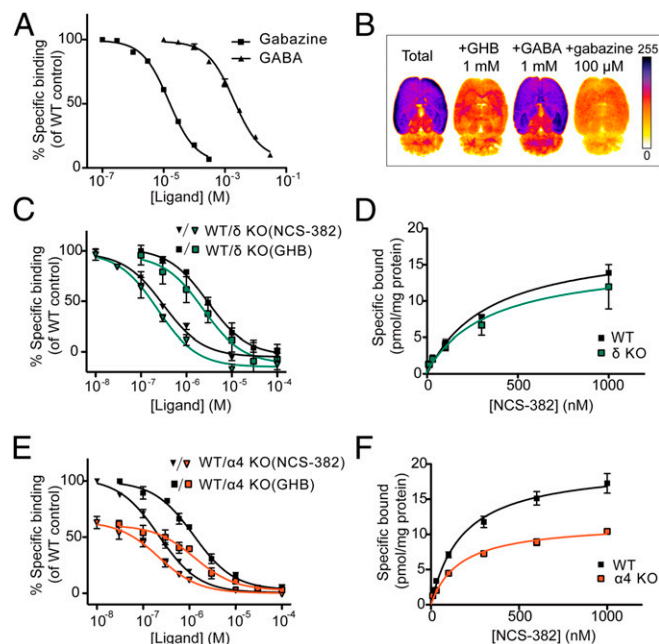 A
% Specific binding
(of WT control)
100
50
0
Gabazine
GABA
10⁻⁷ 10⁻⁵ 10⁻³ 10⁻¹
[Ligand] (M)
B
Total +GHB 1 mM +GABA 1 mM +gabazine 100 µM
255
0
C
% Specific binding
(of WT control)
100
50
0
WT/δ KO(NCS-382)
WT/δ KO(GHB)
10⁻⁸ 10⁻⁷ 10⁻⁶ 10⁻⁵ 10⁻⁴
[Ligand] (M)
D
Specific bound
(pmol/mg protein)
20
15
10
5
0
WT
δ KO
500 1000
[NCS-382] (nM)
E
% Specific binding
(of WT control)
100
50
0
WT/α4 KO(NCS-382)
WT/α4 KO(GHB)
10⁻⁸ 10⁻⁷ 10⁻⁶ 10⁻⁵ 10⁻⁴
[Ligand] (M)
F
Specific bound
(pmol/mg protein)
20
15
10
5
0
WT
α4 KO
500 1000
[NCS-382] (nM)